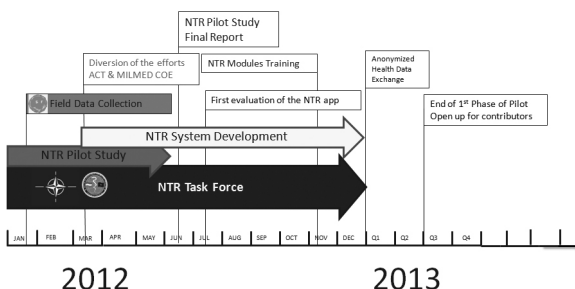 NTR Pilot Study
Final Report
Diversion of the efforts
ACT & MILMED COE
NTR Modules Training
Anonymized
Health Data
Exchange
Field Data Collection
First evaluation of the NTR app
End of 1st Phase of Pilot
Open up for contributors
NTR System Development
NTR Pilot Study
NTR Task Force
JAN FEB MAR APR MAY JUN JUL AUG SEP OCT NOV DEC Q1 Q2 Q3 Q4
2012 2013